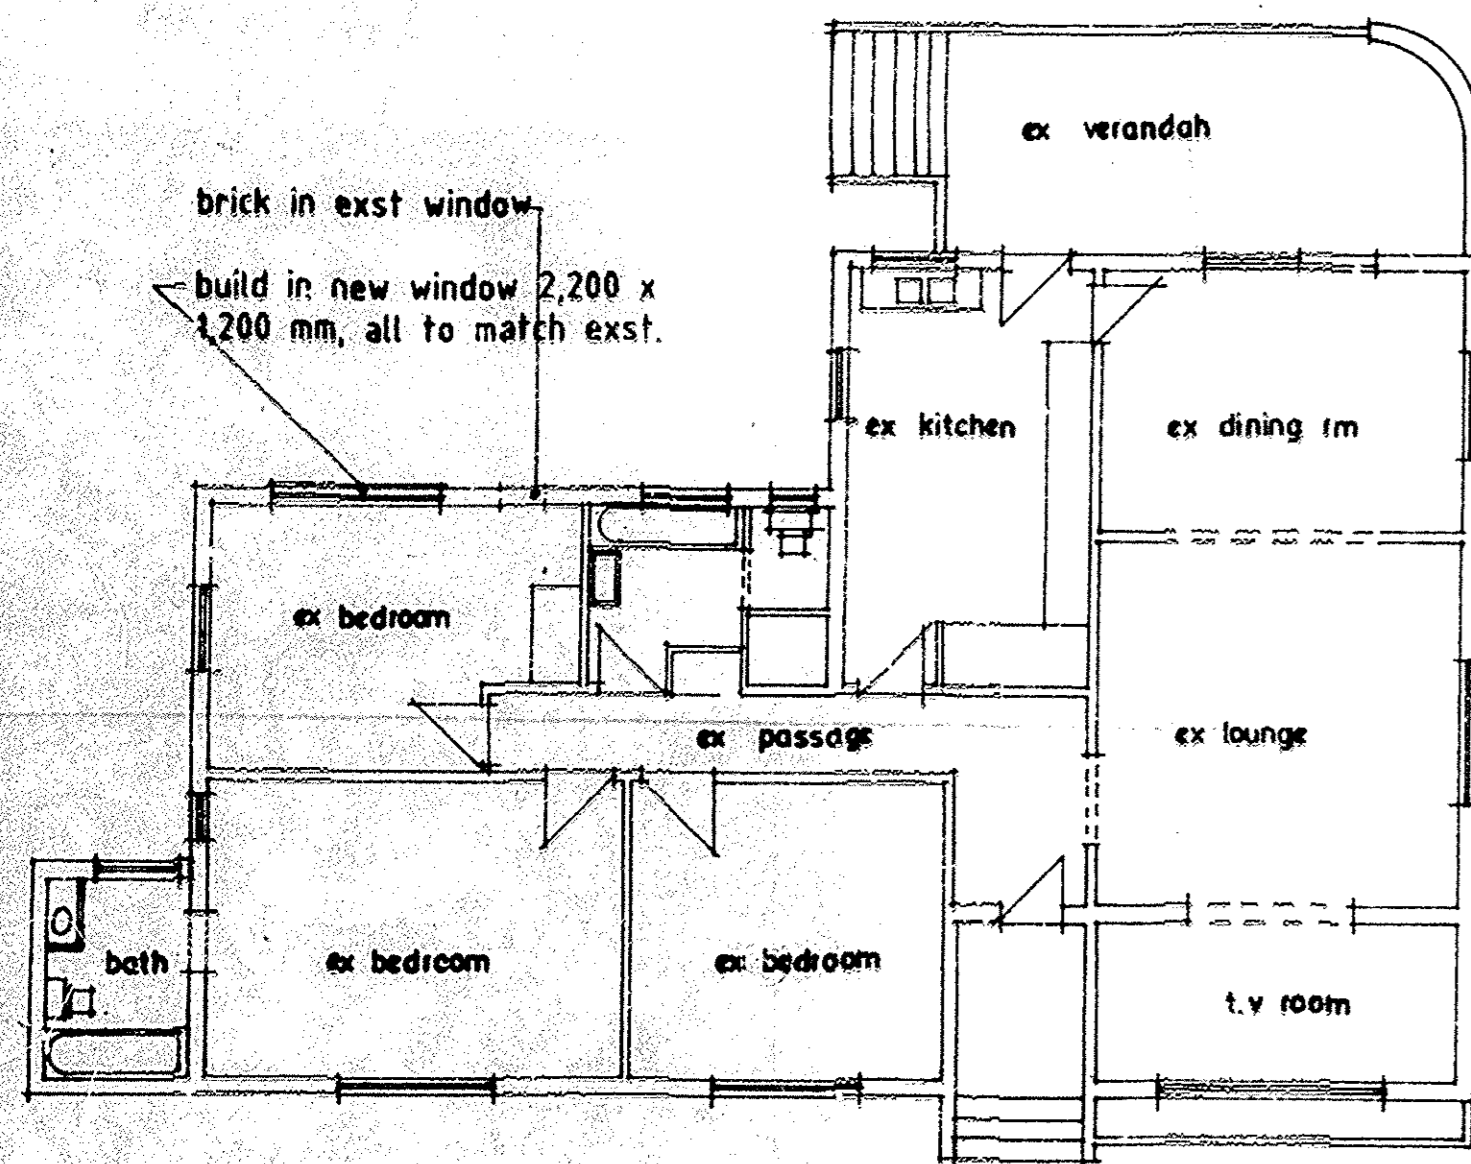 ex verandah
brick in exst window
build in new window 2,200 x
1,200 mm, all to match exst.
ex kitchen
ex dining rm
ex bedroom
ex passage
ex lounge
bath
ex bedroom
ex bedroom
t.v room